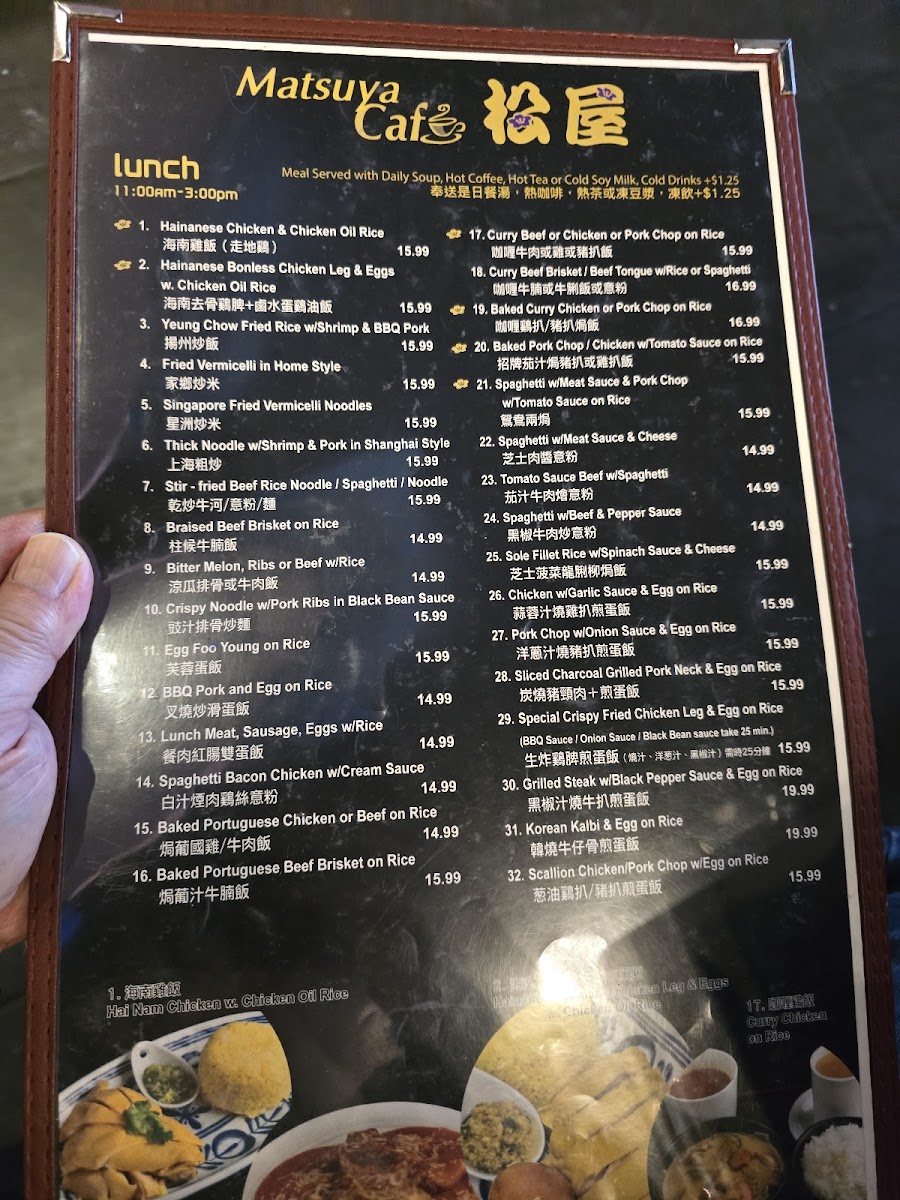 Matsuya
Cafe 松屋
lunch
11:00am-3:00pm
Meal Served with Daily Soup, Hot Coffee, Hot Tea or Cold Soy Milk, Cold Drinks +$1.25
奉送是日餐湯，熱咖啡，熱茶或凍豆漿，凍飲+$1.25
1. Hainanese Chicken & Chicken Oil Rice
海南雞飯（走地鷄） 15.99
2. Hainanese Bonless Chicken Leg & Eggs
w. Chicken Oil Rice
海南去骨鷄脾+鹵水蛋鷄油飯 15.99
3. Yeung Chow Fried Rice w/Shrimp & BBQ Pork
揚州炒飯 15.99
4. Fried Vermicelli in Home Style
家鄉炒米 15.99
5. Singapore Fried Vermicelli Noodles
星洲炒米 15.99
6. Thick Noodle w/Shrimp & Pork in Shanghai Style
上海粗炒 15.99
7. Stir - fried Beef Rice Noodle / Spaghetti / Noodle
乾炒牛河/意粉/麵 15.99
8. Braised Beef Brisket on Rice
柱候牛腩飯 14.99
9. Bitter Melon, Ribs or Beef w/Rice
涼瓜排骨或牛肉飯 14.99
10. Crispy Noodle w/Pork Ribs in Black Bean Sauce
豉汁排骨炒麵 15.99
11. Egg Foo Young on Rice
芙蓉蛋飯 15.99
12. BBQ Pork and Egg on Rice
叉燒炒滑蛋飯 14.99
13. Lunch Meat, Sausage, Eggs w/Rice
餐肉紅腸雙蛋飯 14.99
14. Spaghetti Bacon Chicken w/Cream Sauce
白汁煙肉鷄絲意粉 14.99
15. Baked Portuguese Chicken or Beef on Rice
焗葡國雞/牛肉飯 14.99
16. Baked Portuguese Beef Brisket on Rice
焗葡汁牛腩飯 15.99
17. Curry Beef or Chicken or Pork Chop on Rice
咖喱牛肉或雞或豬扒飯 15.99
18. Curry Beef Brisket / Beef Tongue w/Rice or Spaghetti
咖喱牛腩或牛脷飯或意粉 16.99
19. Baked Curry Chicken or Pork Chop on Rice
咖喱鷄扒/豬扒焗飯 16.99
20. Baked Pork Chop / Chicken w/Tomato Sauce on Rice
招牌茄汁焗豬扒或雞扒飯 15.99
21. Spaghetti w/Meat Sauce & Pork Chop
w/Tomato Sauce on Rice
鴛鴦兩焗 15.99
22. Spaghetti w/Meat Sauce & Cheese
芝士肉醬意粉 14.99
23. Tomato Sauce Beef w/Spaghetti
茄汁牛肉燴意粉 14.99
24. Spaghetti w/Beef & Pepper Sauce
黑椒牛肉炒意粉 14.99
25. Sole Fillet Rice w/Spinach Sauce & Cheese
芝士菠菜龍脷柳焗飯 15.99
26. Chicken w/Garlic Sauce & Egg on Rice
蒜蓉汁燒雞扒煎蛋飯 15.99
27. Pork Chop w/Onion Sauce & Egg on Rice
洋蔥汁燒豬扒煎蛋飯 15.99
28. Sliced Charcoal Grilled Pork Neck & Egg on Rice
炭燒豬頸肉＋煎蛋飯 15.99
29. Special Crispy Fried Chicken Leg & Egg on Rice
(BBQ Sauce / Onion Sauce / Black Bean sauce take 25 min.)
生炸鷄脾煎蛋飯（燒汁、洋葱汁、黑椒汁）需時25分鐘 15.99
30. Grilled Steak w/Black Pepper Sauce & Egg on Rice
黑椒汁燒牛扒煎蛋飯 19.99
31. Korean Kalbi & Egg on Rice
韓燒牛仔骨煎蛋飯 19.99
32. Scallion Chicken/Pork Chop w/Egg on Rice
葱油鷄扒/豬扒煎蛋飯 15.99
1. 海南雞飯
Hai Nam Chicken w. Chicken Oil Rice
Chicken Leg & Eggs
Chicken Oil Rice
17. 咖喱鷄飯
Curry Chicken
on Rice